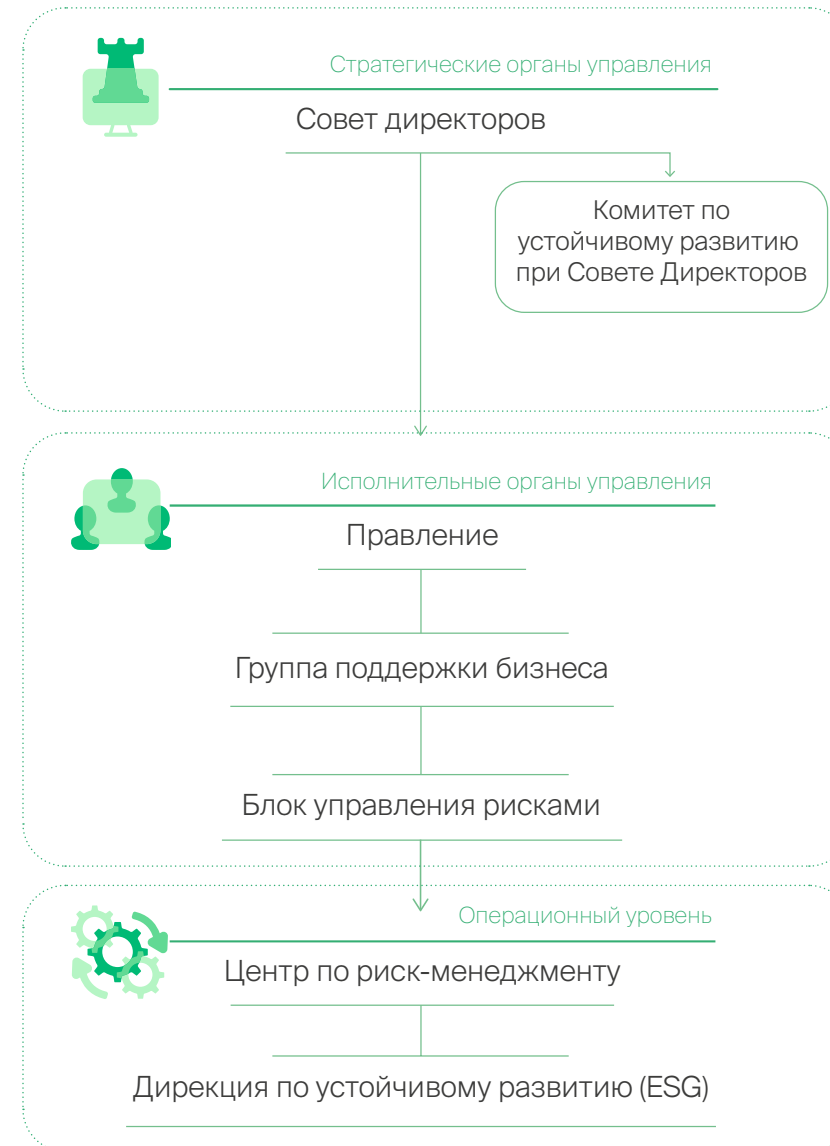 Стратегические органы управления
Совет директоров
Комитет по
устойчивому развитию
при Совете Директоров
Исполнительные органы управления
Правление
Группа поддержки бизнеса
Блок управления рисками
Операционный уровень
Центр по риск-менеджменту
Дирекция по устойчивому развитию (ESG)